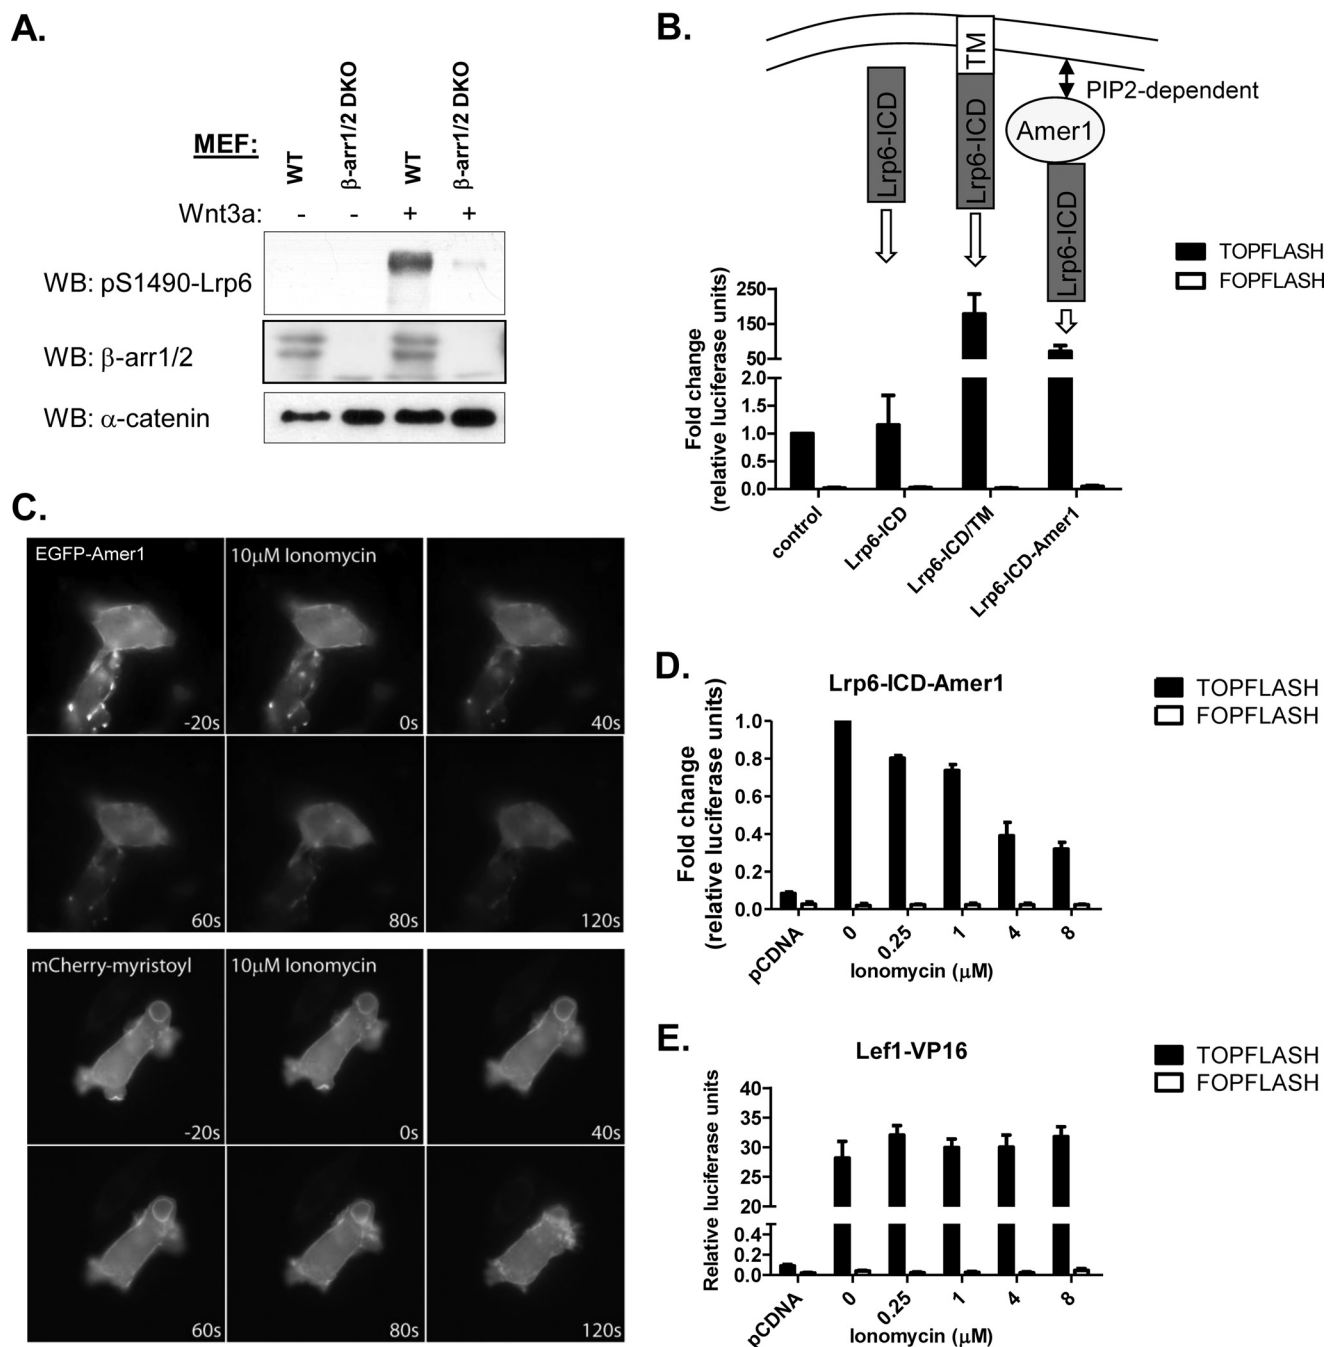 A.
MEF:
WT
β-arr1/2 DKO
WT
β-arr1/2 DKO
Wnt3a:
-
-
+
+
WB: pS1490-Lrp6
WB: β-arr1/2
WB: α-catenin
B.
TM
Lrp6-ICD
Lrp6-ICD
PIP2-dependent
Amer1
Lrp6-ICD
TOPFLASH
FOPFLASH
Fold change
(relative luciferase units)
250
150
50
2.0
1.5
1.0
0.5
0.0
control
Lrp6-ICD
Lrp6-ICD/TM
Lrp6-ICD-Amer1
C.
EGFP-Amer1
10μM Ionomycin
-20s
0s
40s
60s
80s
120s
mCherry-myristoyl
10μM Ionomycin
-20s
0s
40s
60s
80s
120s
D.
Lrp6-ICD-Amer1
TOPFLASH
FOPFLASH
Fold change
(relative luciferase units)
1.0
0.8
0.6
0.4
0.2
0.0
pCDNA
0
0.25
1
4
8
Ionomycin (μM)
E.
Lef1-VP16
TOPFLASH
FOPFLASH
Relative luciferase units
40
35
30
25
20
0.4
0.2
0.0
pCDNA
0
0.25
1
4
8
Ionomycin (μM)